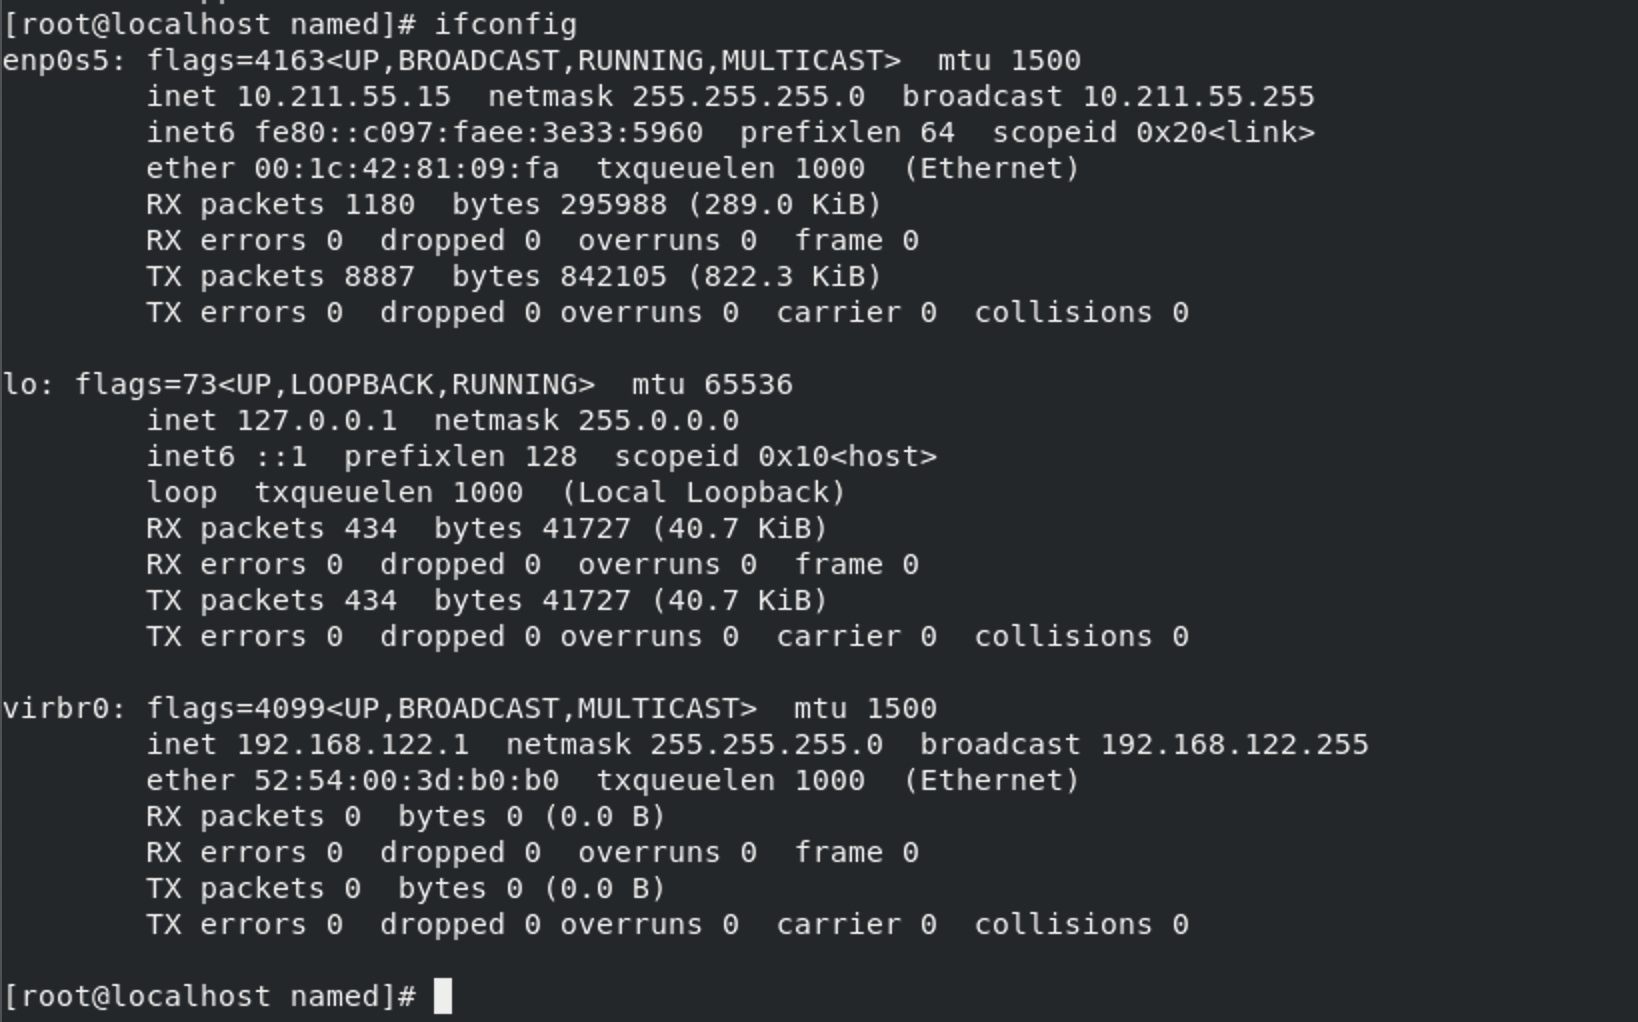 [root@localhost named]# ifconfig
enp0s5: flags=4163<UP,BROADCAST,RUNNING,MULTICAST>  mtu 1500
        inet 10.211.55.15  netmask 255.255.255.0  broadcast 10.211.55.255
        inet6 fe80::c097:faee:3e33:5960  prefixlen 64  scopeid 0x20<link>
        ether 00:1c:42:81:09:fa  txqueuelen 1000  (Ethernet)
        RX packets 1180  bytes 295988 (289.0 KiB)
        RX errors 0  dropped 0  overruns 0  frame 0
        TX packets 8887  bytes 842105 (822.3 KiB)
        TX errors 0  dropped 0 overruns 0  carrier 0  collisions 0

lo: flags=73<UP,LOOPBACK,RUNNING>  mtu 65536
        inet 127.0.0.1  netmask 255.0.0.0
        inet6 ::1  prefixlen 128  scopeid 0x10<host>
        loop  txqueuelen 1000  (Local Loopback)
        RX packets 434  bytes 41727 (40.7 KiB)
        RX errors 0  dropped 0  overruns 0  frame 0
        TX packets 434  bytes 41727 (40.7 KiB)
        TX errors 0  dropped 0 overruns 0  carrier 0  collisions 0

virbr0: flags=4099<UP,BROADCAST,MULTICAST>  mtu 1500
        inet 192.168.122.1  netmask 255.255.255.0  broadcast 192.168.122.255
        ether 52:54:00:3d:b0:b0  txqueuelen 1000  (Ethernet)
        RX packets 0  bytes 0 (0.0 B)
        RX errors 0  dropped 0  overruns 0  frame 0
        TX packets 0  bytes 0 (0.0 B)
        TX errors 0  dropped 0 overruns 0  carrier 0  collisions 0

[root@localhost named]#